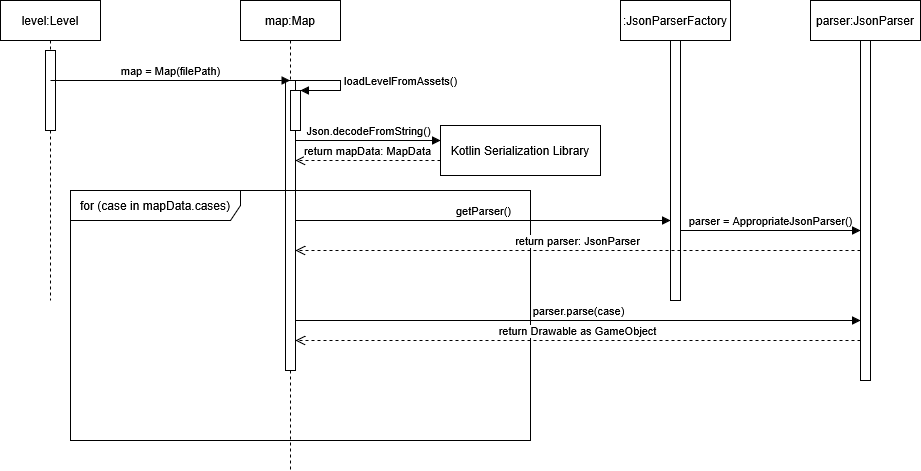 level:Level
map:Map
:JsonParserFactory
parser:JsonParser
map = Map(filePath)
loadLevelFromAssets()
Json.decodeFromString()
return mapData: MapData
Kotlin Serialization Library
for (case in mapData.cases)
getParser()
parser = AppropriateJsonParser()
return parser: JsonParser
parser.parse(case)
return Drawable as GameObject